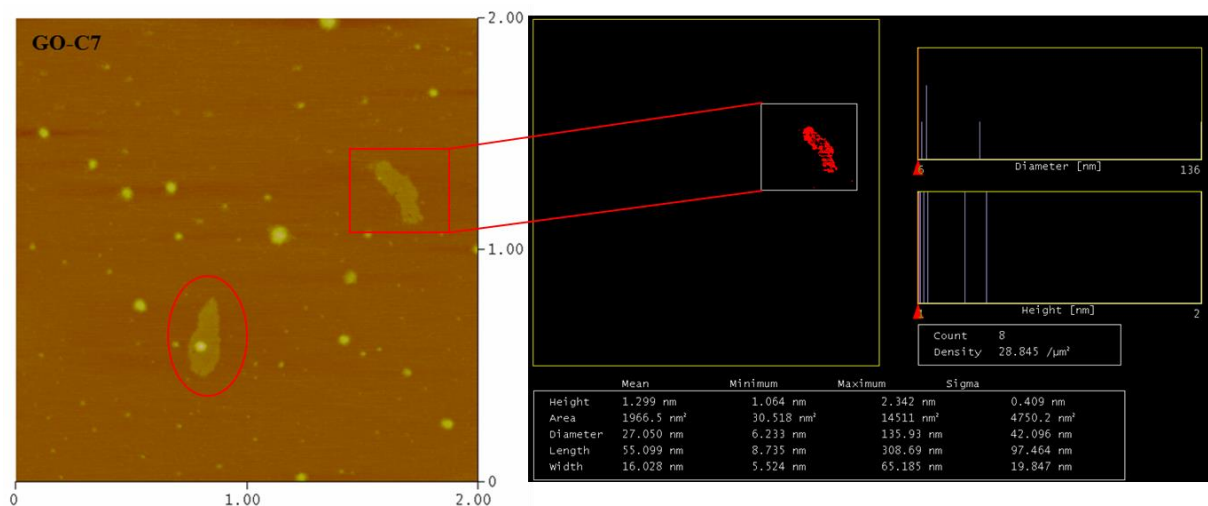 GO-C7
2.00
1.00
0
1.00
2.00
6
Diameter [nm]
136
1
Height [nm]
2
Count 8
Density 28.845 /µm²
Mean Minimum Maximum Sigma
Height 1.299 nm 1.064 nm 2.342 nm 0.409 nm
Area 1966.5 nm² 30.518 nm² 14511 nm² 4750.2 nm²
Diameter 27.050 nm 6.233 nm 135.93 nm 42.096 nm
Length 55.099 nm 8.735 nm 308.69 nm 97.464 nm
Width 16.028 nm 5.524 nm 65.185 nm 19.847 nm